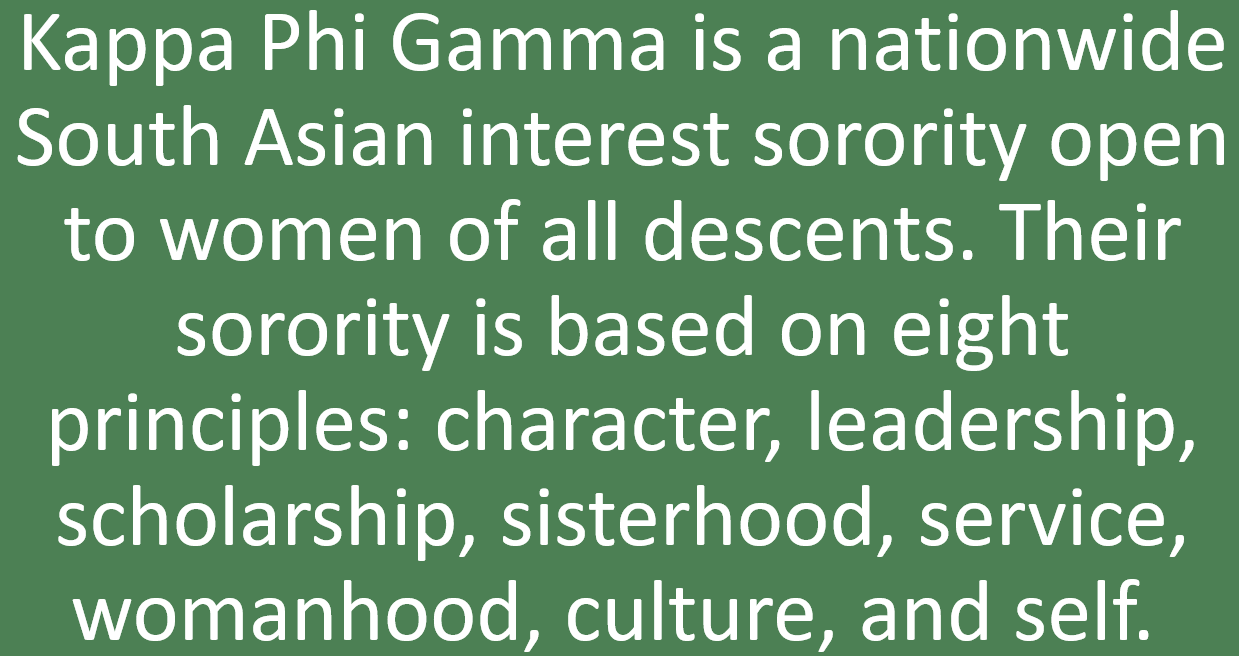 Kappa Phi Gamma is a nationwide
South Asian interest sorority open
to women of all descents. Their
sorority is based on eight
principles: character, leadership,
scholarship, sisterhood, service,
womanhood, culture, and self.